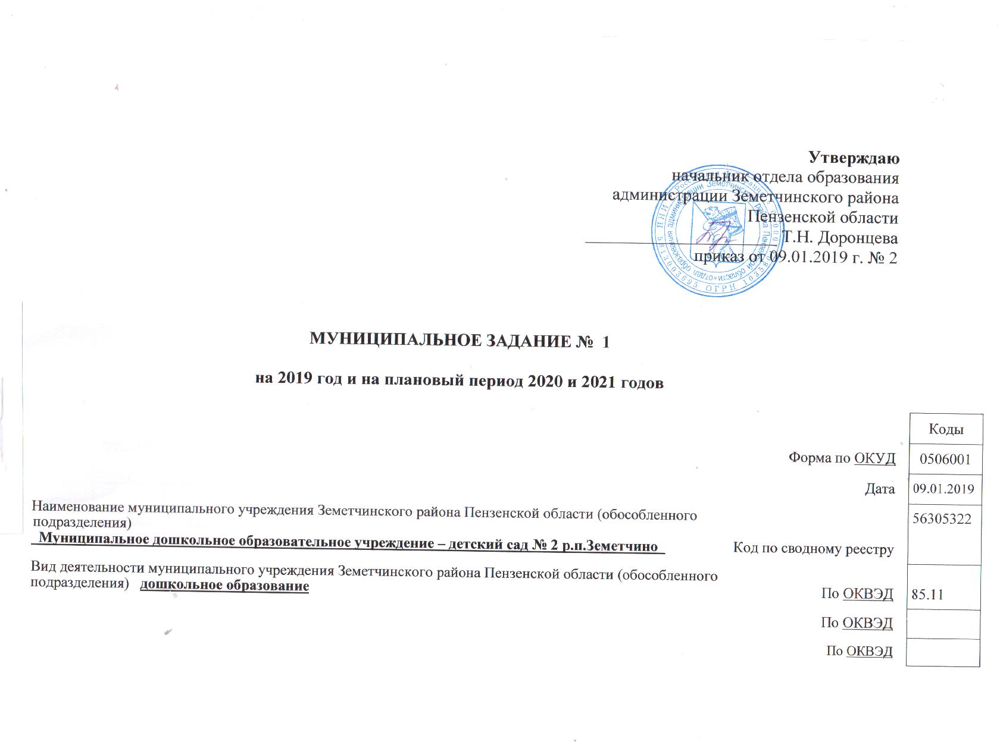 Утверждаю
начальник отдела образования
администрации Земетчинского района
Пензенской области
Т.Н. Доронцева
приказ от 09.01.2019 г. № 2
ОГРН
МУНИЦИПАЛЬНОЕ ЗАДАНИЕ № 1
на 2019 год и на плановый период 2020 и 2021 годов
Коды
Форма по ОКУД 0506001
Дата 09.01.2019
Наименование муниципального учреждения Земетчинского района Пензенской области (обособленного
подразделения) 56305322
Муниципальное дошкольное образовательное учреждение – детский сад № 2 р.п.Земетчино Код по сводному реестру
Вид деятельности муниципального учреждения Земетчинского района Пензенской области (обособленного
подразделения) дошкольное образование
По ОКВЭД 85.11
По ОКВЭД
По ОКВЭД